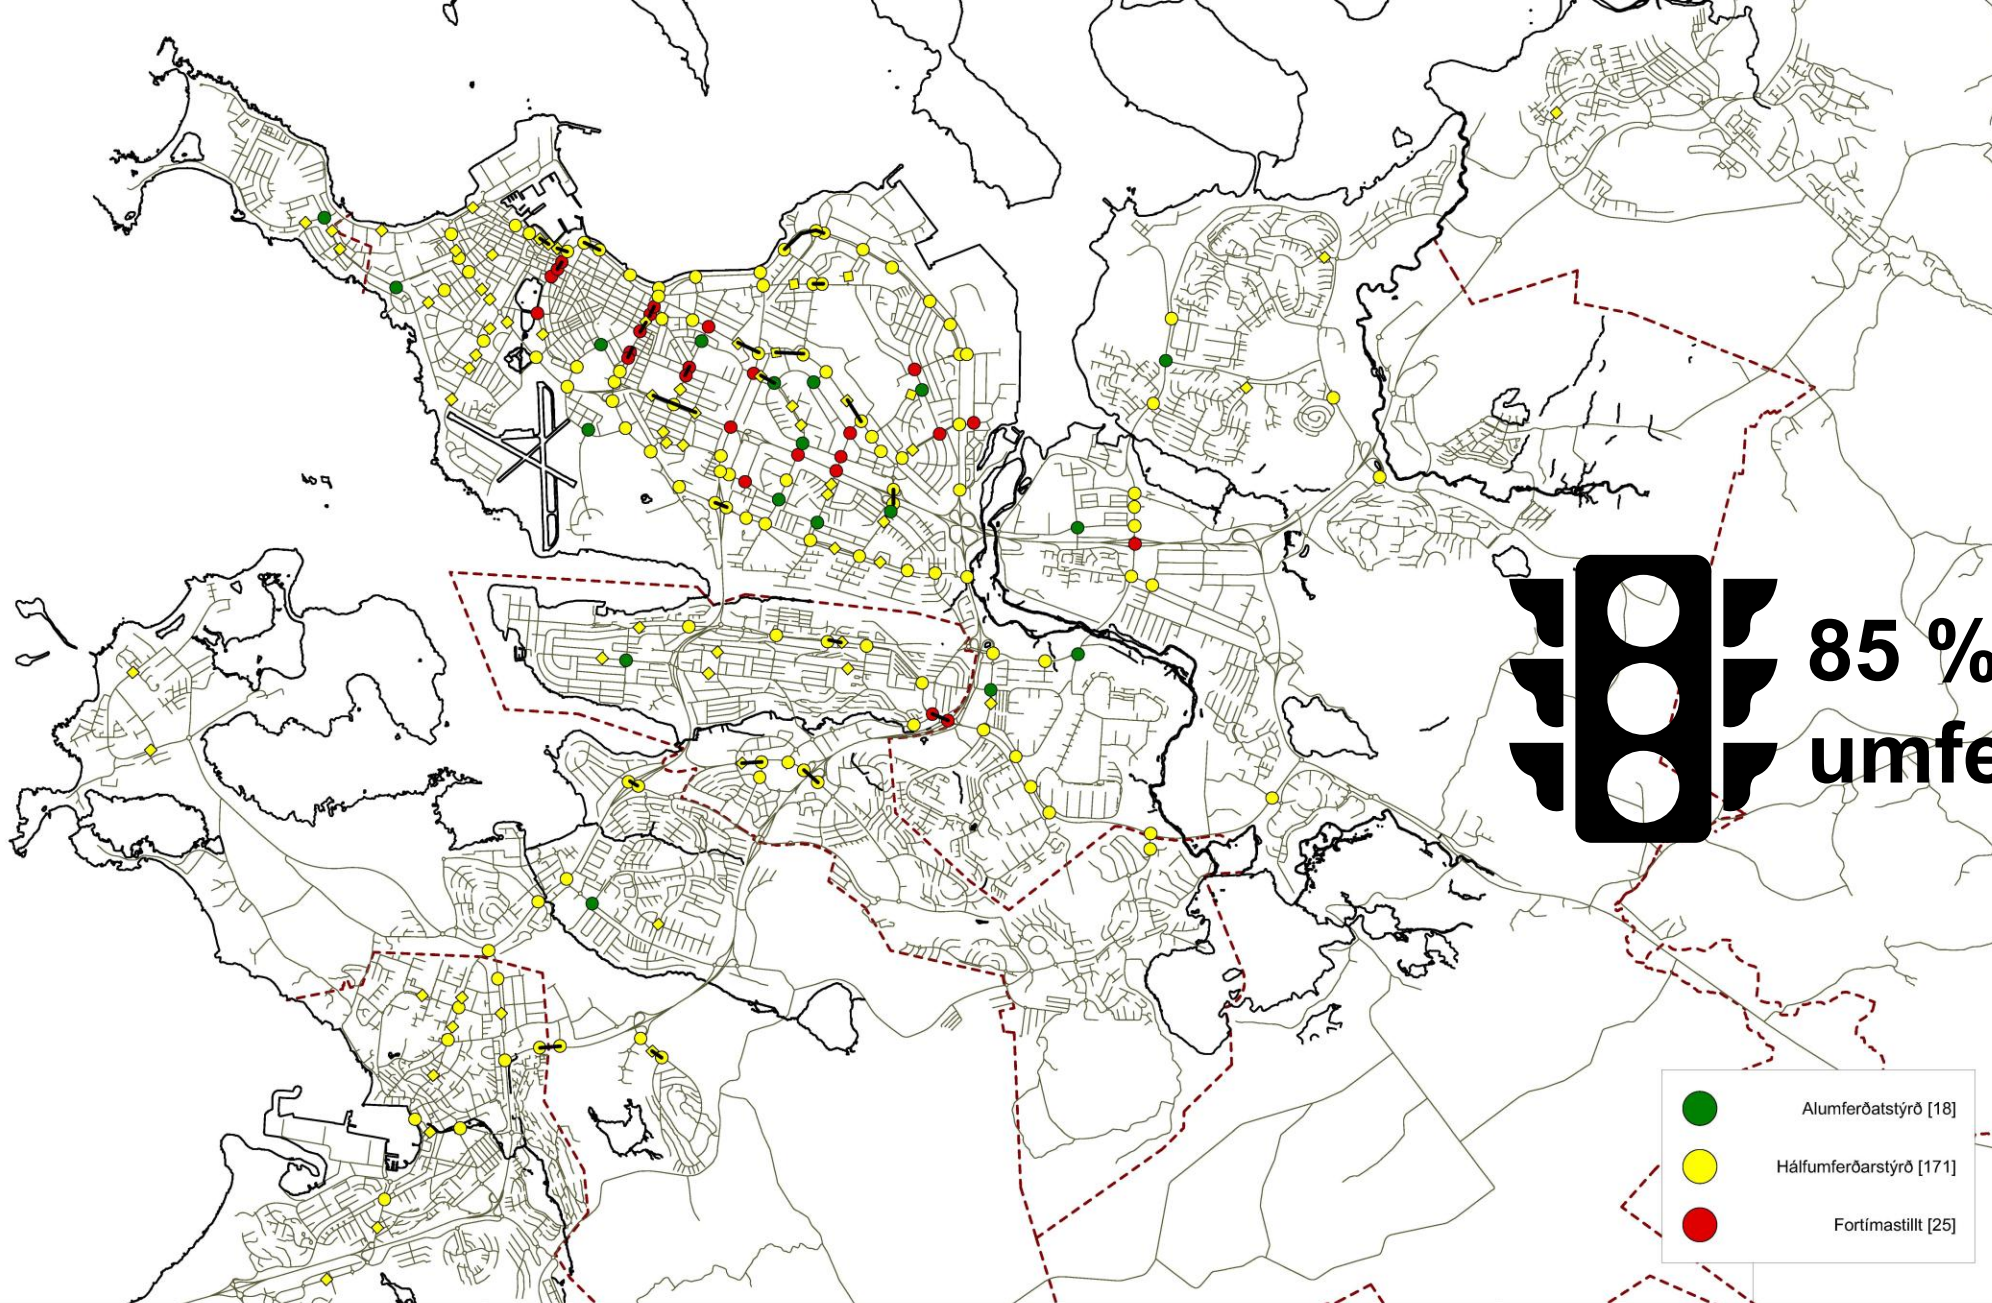 85 %
umfe
Alumferðatstýrð [18]
Hálfumferðarstýrð [171]
Fortímastillt [25]